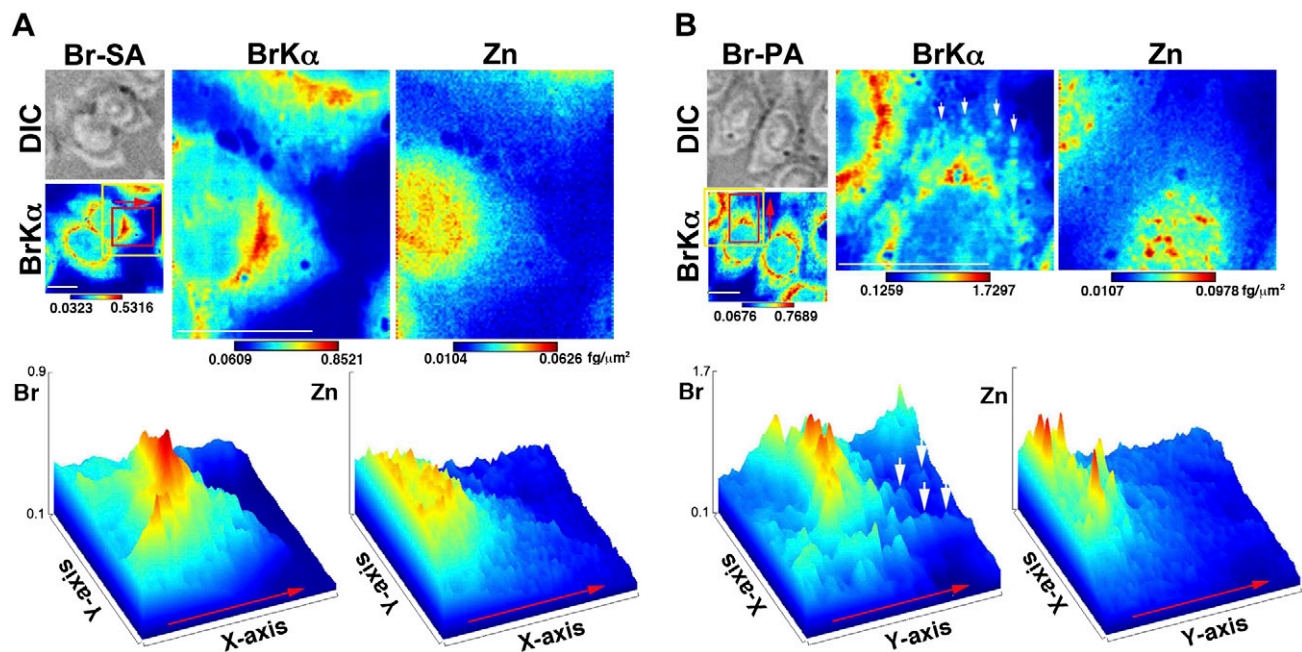 A
Br-SA
BrKα
Zn
DIC
BrKα
0.0323
0.5316
0.0609
0.8521
0.0104
0.0626
fg/μm²
B
Br-PA
BrKα
Zn
DIC
BrKα
0.0676
0.7689
0.1259
1.7297
0.0107
0.0978
fg/μm²
0.9
Br
0.1
Y-axis
X-axis
Zn
Y-axis
X-axis
1.7
Br
0.1
X-axis
Y-axis
Zn
X-axis
Y-axis